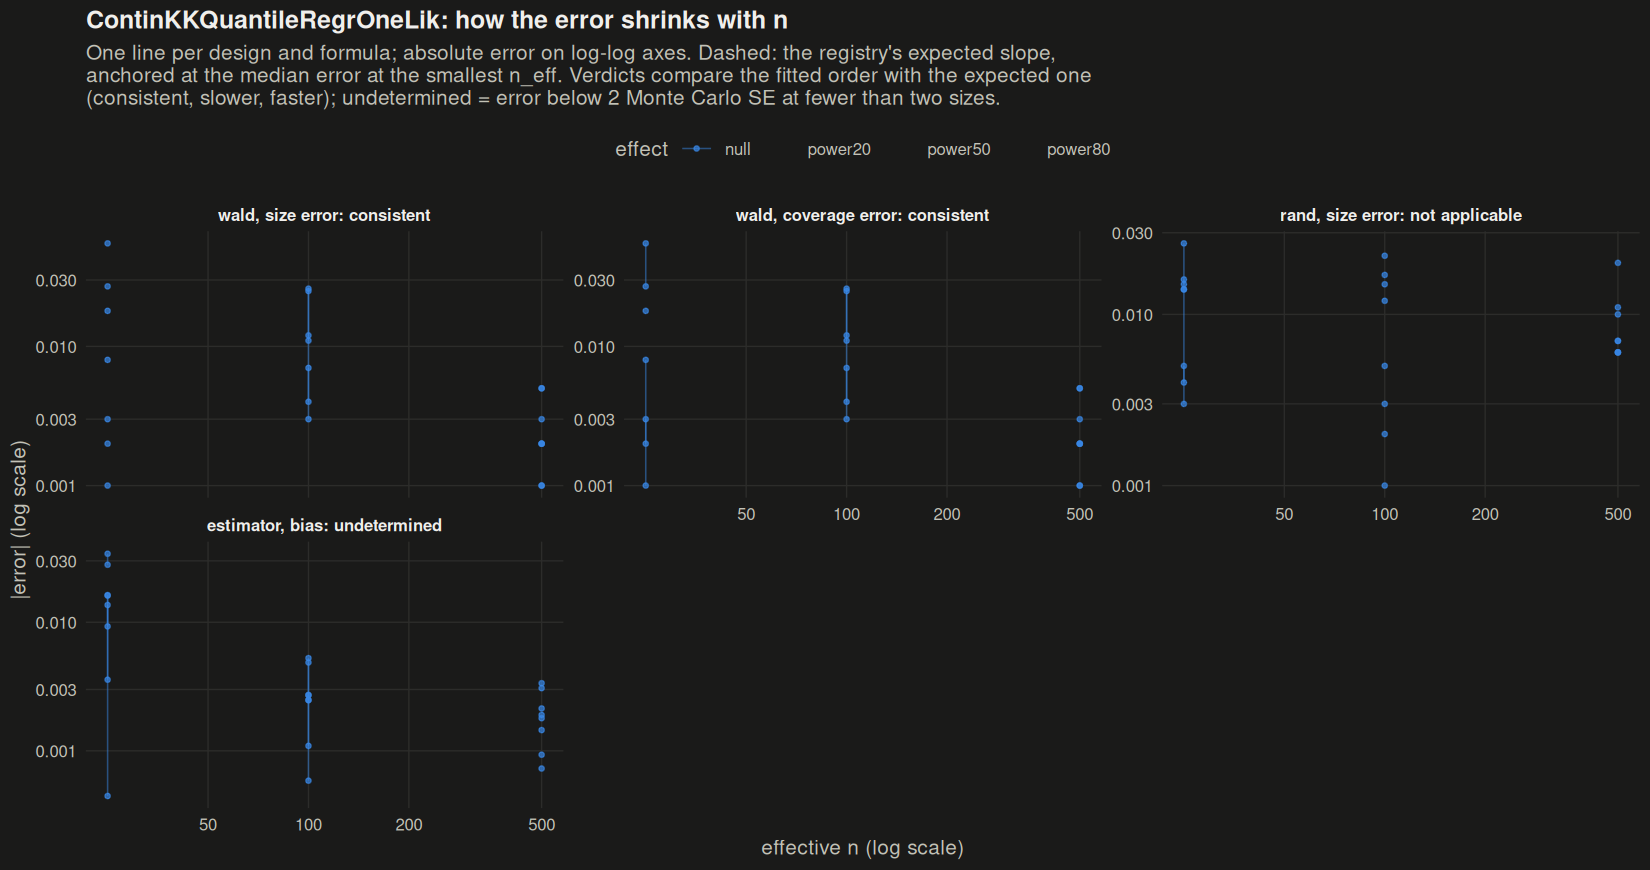 ContinKKQuantileRegrOneLik: how the error shrinks with n
One line per design and formula; absolute error on log-log axes. Dashed: the registry's expected slope,
anchored at the median error at the smallest n_eff. Verdicts compare the fitted order with the expected one
(consistent, slower, faster); undetermined = error below 2 Monte Carlo SE at fewer than two sizes.
effect null power20 power50 power80
wald, size error: consistent
0.030
0.010
0.003
0.001
wald, coverage error: consistent
0.030
0.010
0.003
0.001
50 100 200 500
rand, size error: not applicable
0.030
0.010
0.003
0.001
50 100 200 500
estimator, bias: undetermined
0.030
0.010
0.003
0.001
50 100 200 500
|error| (log scale)
effective n (log scale)